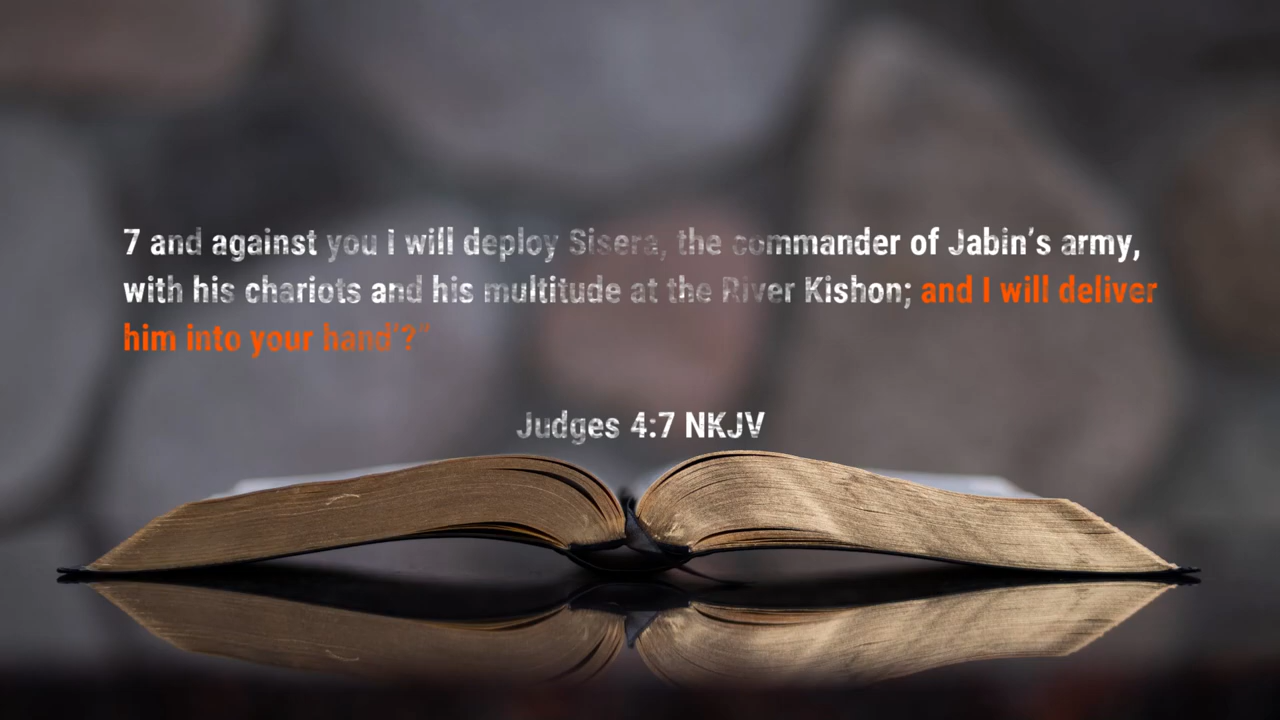 7 and against you I will deploy Sisera, the commander of Jabin's army,
with his chariots and his multitude at the River Kishon; and I will deliver
him into your hand'?"
Judges 4:7 NKJV